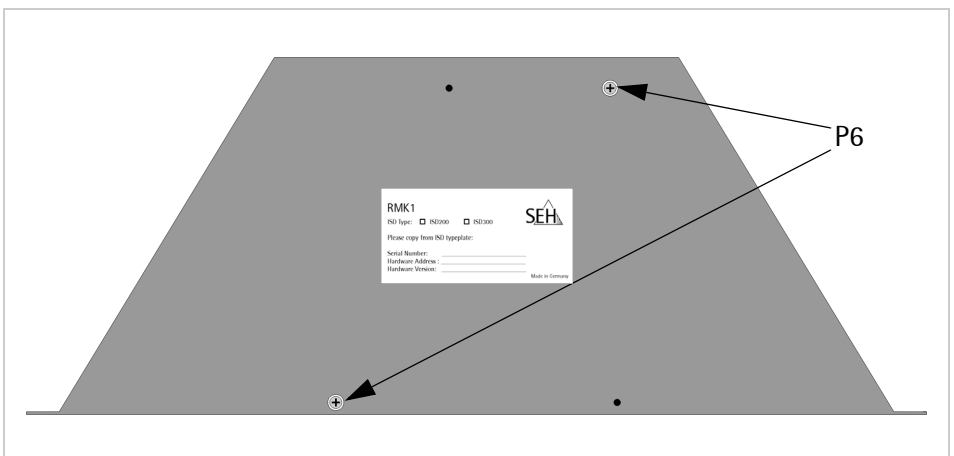 P6
RMK1
SEH
ISD Type: ISD200 ISD300
Please copy from ISD typeplate:
Serial Number:
Hardware Address :
Hardware Version:
Made in Germany